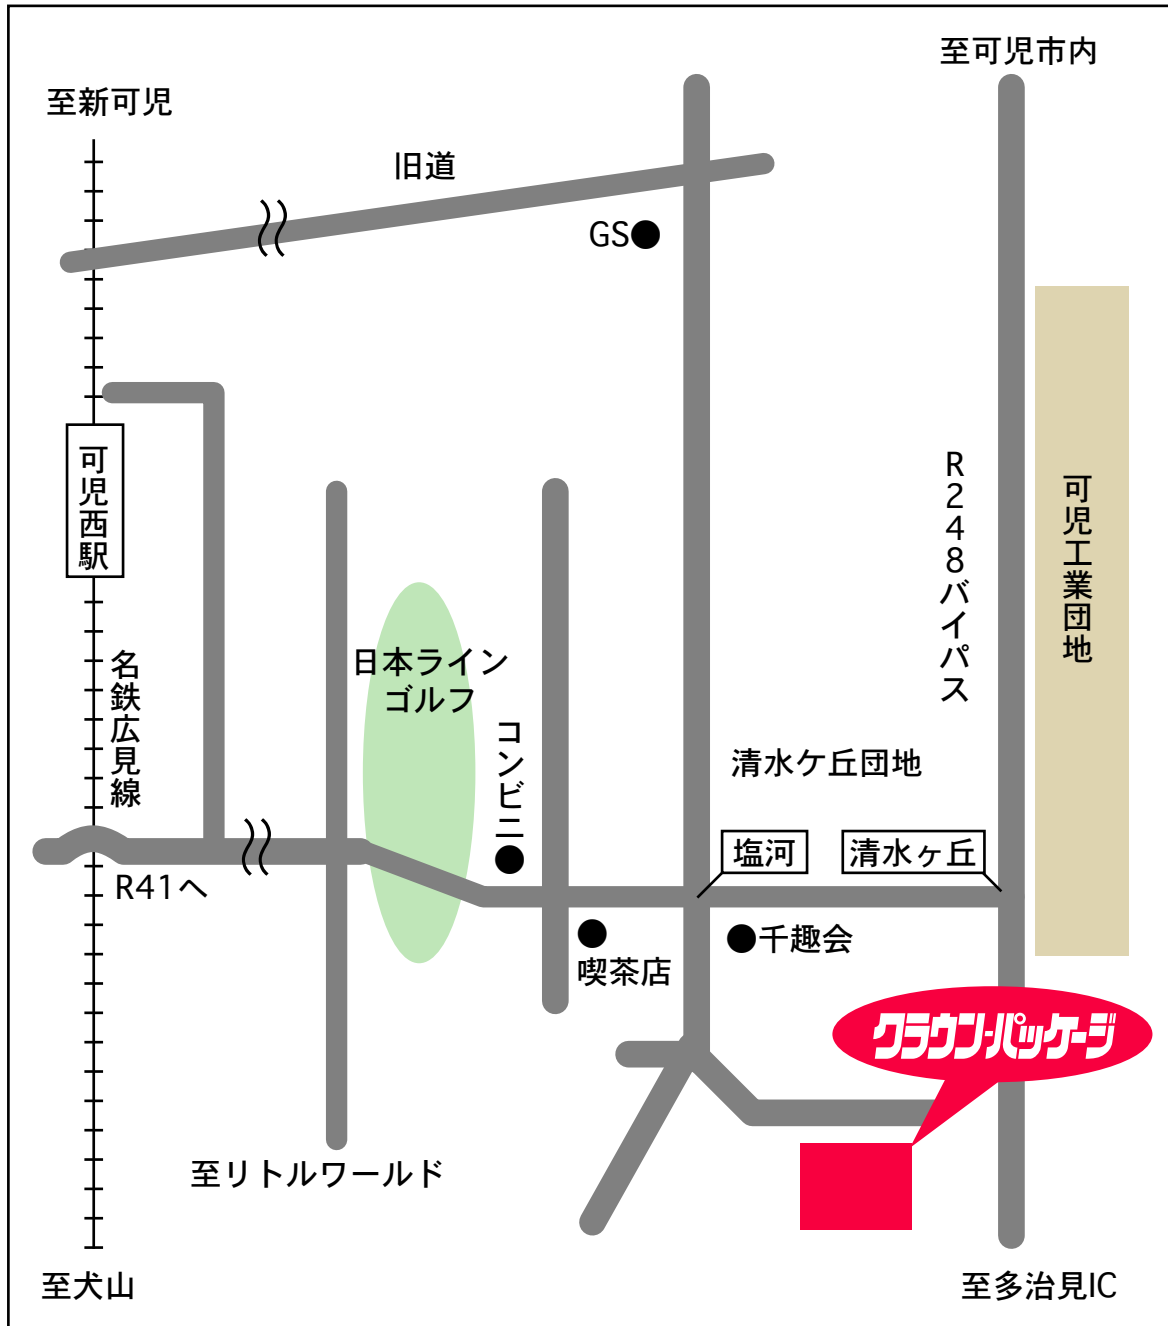 至可児市内
至新可児
旧道
GS
可児西駅
R248バイパス
可児工業団地
名鉄広見線
日本ライン
ゴルフ
コンビニ
清水ケ丘団地
塩河
清水ヶ丘
R41へ
千趣会
喫茶店
クラウン・パッケージ
至リトルワールド
至犬山
至多治見IC